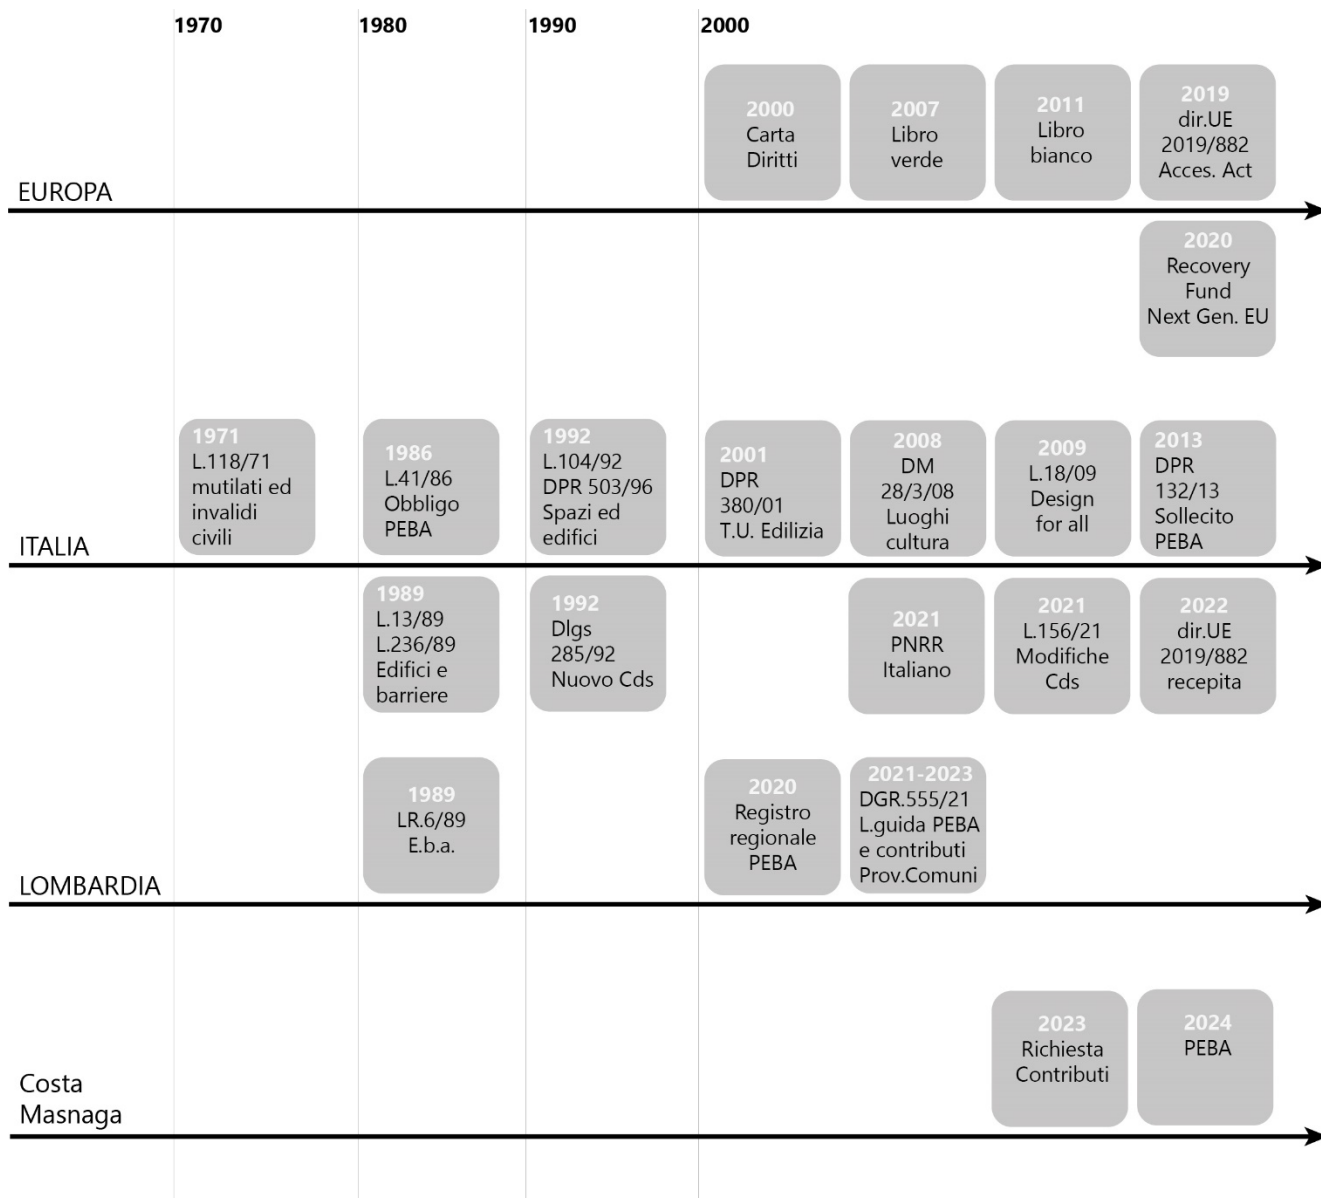 1970
1980
1990
2000
2000
Carta
Diritti
2007
Libro
verde
2011
Libro
bianco
2019
dir.UE
2019/882
Acces. Act
EUROPA
2020
Recovery
Fund
Next Gen. EU
1971
L.118/71
mutilati ed
invalidi
civili
1986
L.41/86
Obbligo
PEBA
1992
L.104/92
DPR 503/96
Spazi ed
edifici
2001
DPR
380/01
T.U. Edilizia
2008
DM
28/3/08
Luoghi
cultura
2009
L.18/09
Design
for all
2013
DPR
132/13
Sollecito
PEBA
ITALIA
1989
L.13/89
L.236/89
Edifici e
barriere
1992
Dlgs
285/92
Nuovo Cds
2021
PNRR
Italiano
2021
L.156/21
Modifiche
Cds
2022
dir.UE
2019/882
recepita
1989
LR.6/89
E.b.a.
2020
Registro
regionale
PEBA
2021-2023
DGR.555/21
L.guida PEBA
e contributi
Prov.Comuni
LOMBARDIA
2023
Richiesta
Contributi
2024
PEBA
Costa
Masnaga